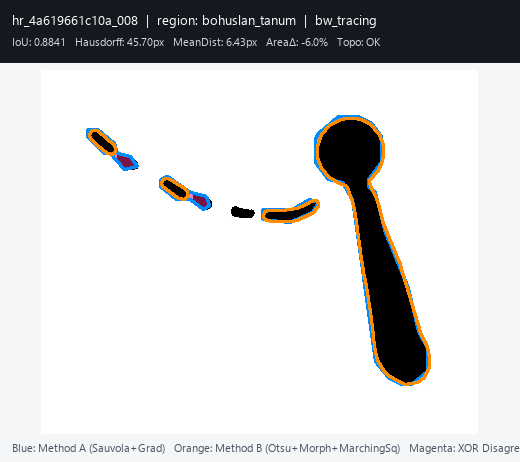 hr_4a619661c10a_008 | region: bohuslan_tanum | bw_tracing
IoU: 0.8841 Hausdorf: 45.70px MeanDist: 6.43px AreaΔ: -6.0% Topo: OK
Blue: Method A (Sauvola+Grad) Orange: Method B (Otsu+Morph+MarchingSq) Magenta: XOR Disagre